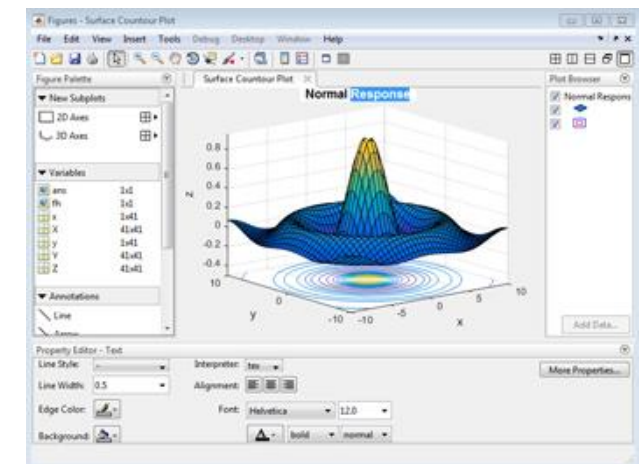 Figures - Surface Countour Plot
File Edit View Insert Tools Debug Desktop Window Help
Figure Palette
Surface Countour Plot
Plot Browser
New Subplots
2D Axes
3D Axes
Variables
ans 1x1
fh 1x1
x 1x41
X 41x41
y 1x41
Y 41x41
Z 41x41
Annotations
Line
Arrow
Normal Response
0.8
0.6
0.4
0.2
0
-0.2
-0.4
z
10
0
-10
y
-10
-5
0
5
10
x
Normal Respons
Add Data...
Property Editor - Text
Line Style: -
Interpreter: tex
More Properties...
Line Width: 0.5
Alignment:
Edge Color:
Font: Helvetica 12.0
Background:
A bold normal